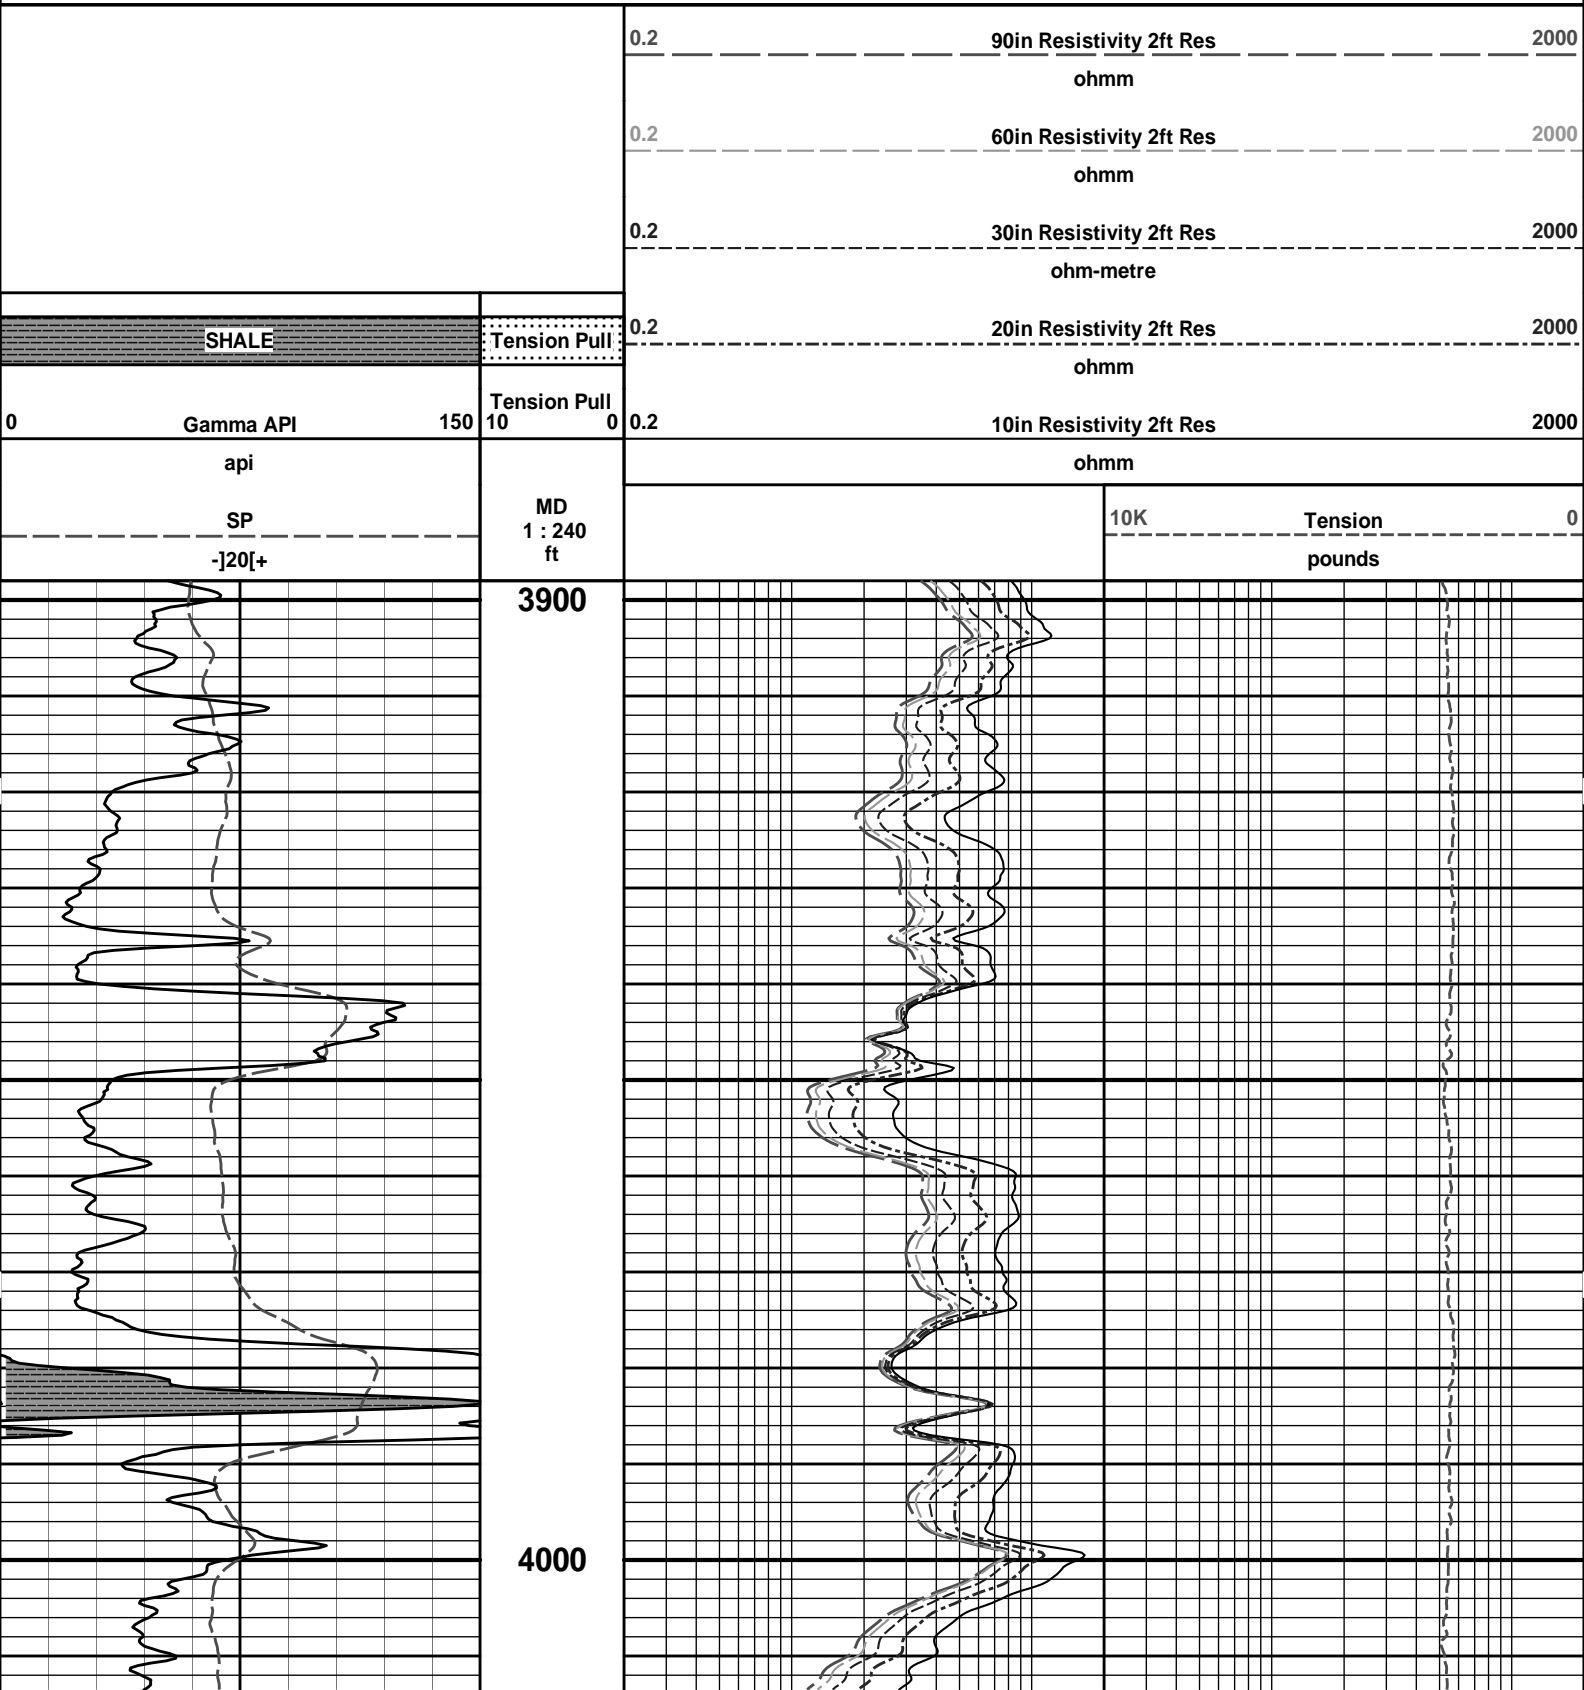 0.2 90in Resistivity 2ft Res 2000
ohmm
0.2 60in Resistivity 2ft Res 2000
ohmm
0.2 30in Resistivity 2ft Res 2000
ohm-metre
SHALE
Tension Pull
0.2 20in Resistivity 2ft Res 2000
ohmm
0 Gamma API 150
Tension Pull
10 0
0.2 10in Resistivity 2ft Res 2000
api
ohmm
SP
-]20[+
MD
1 : 240
ft
10K Tension 0
pounds
3900
4000